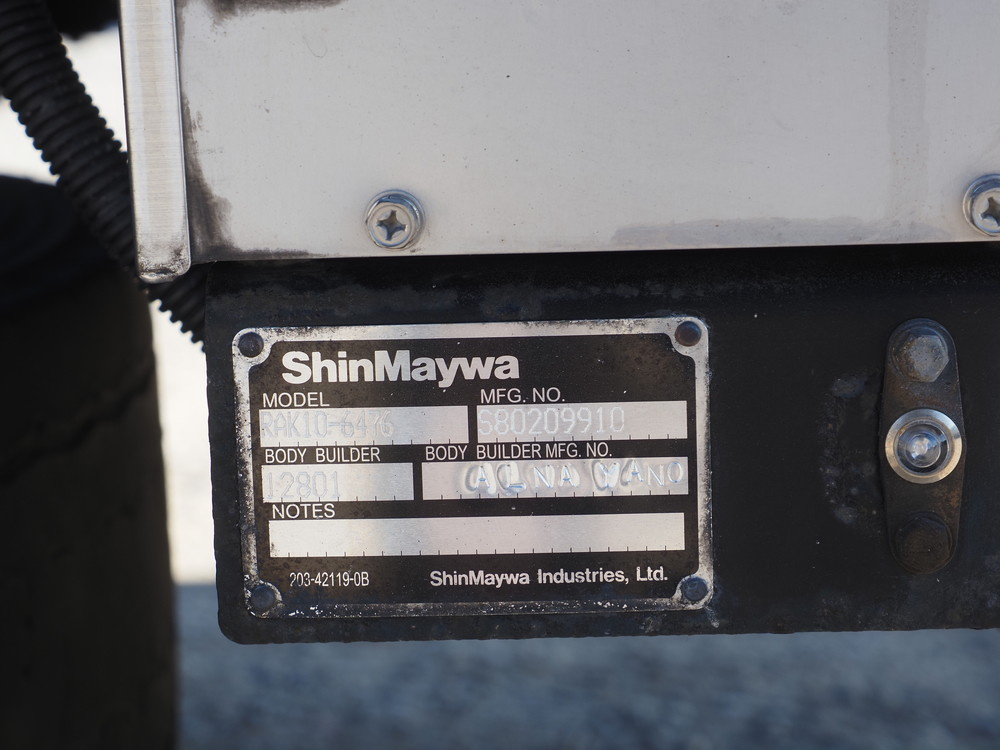 ShinMaywa
MODEL MFG. NO.
RAK10-6476 S80209910
BODY BUILDER BODY BUILDER MFG. NO.
12801
NOTES
203-42119-0B ShinMaywa Industries, Ltd.